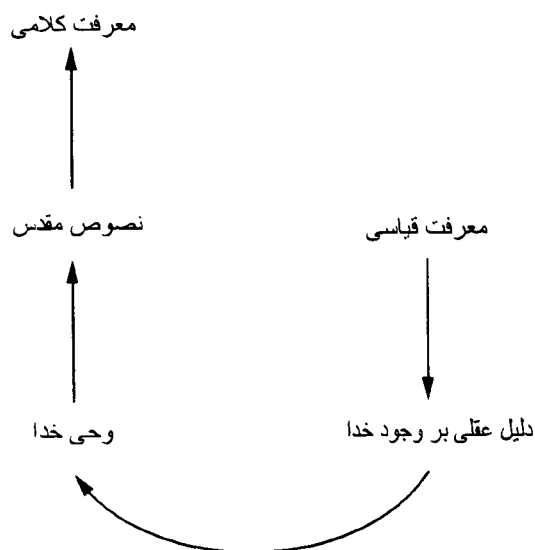 معرفت کلامی
نصوص مقدس
معرفت قیاسی
وحی خدا
دلیل عقلی بر وجود خدا